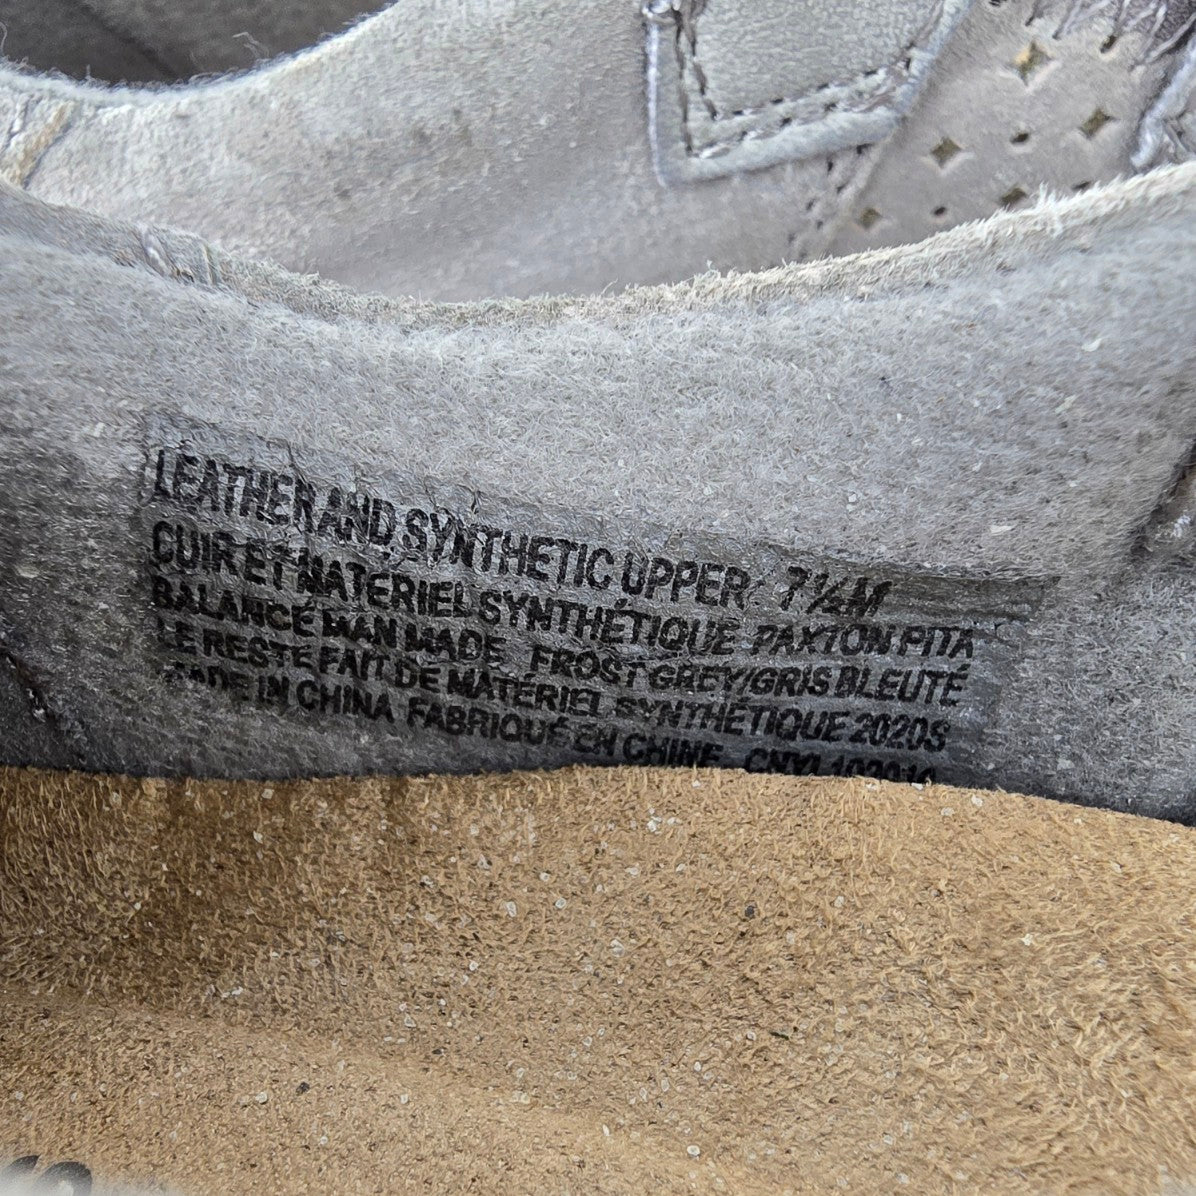 LEATHER AND SYNTHETIC UPPER 7½M
CUIR ET MATERIEL SYNTHÉTIQUE PAXTON PITA
BALANCE MAN MADE FROST GREY/GRIS BLEUTÉ
LE RESTE FAIT DE MATÉRIEL SYNTHÉTIQUE 2020S
MADE IN CHINA FABRIQUÉ EN CHINE